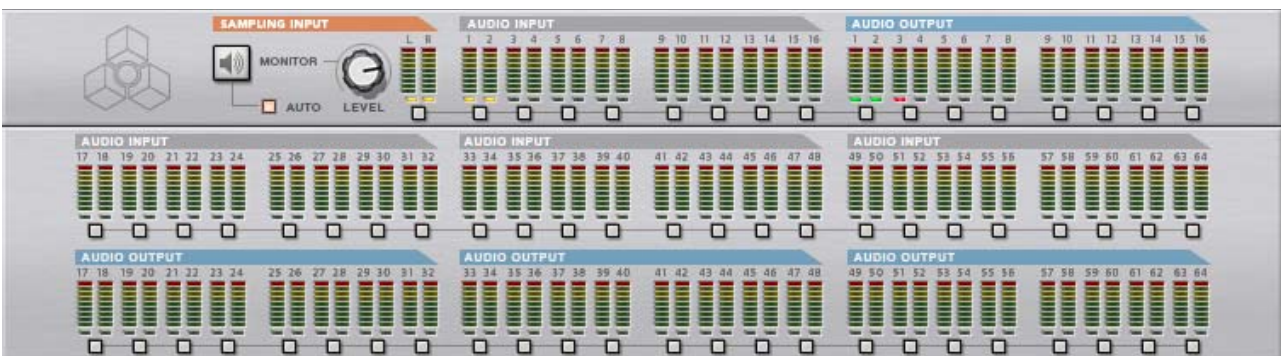 SAMPLING INPUT AUDIO INPUT AUDIO OUTPUT
L R 1 2 3 4 5 6 7 8 9 10 11 12 13 14 15 16 1 2 3 4 5 6 7 8 9 10 11 12 13 14 15 16
MONITOR
AUTO LEVEL
AUDIO INPUT AUDIO INPUT AUDIO INPUT
17 18 19 20 21 22 23 24 25 26 27 28 29 30 31 32 33 34 35 36 37 38 39 40 41 42 43 44 45 46 47 48 49 50 51 52 53 54 55 56 57 58 59 60 61 62 63 64
AUDIO OUTPUT AUDIO OUTPUT AUDIO OUTPUT
17 18 19 20 21 22 23 24 25 26 27 28 29 30 31 32 33 34 35 36 37 38 39 40 41 42 43 44 45 46 47 48 49 50 51 52 53 54 55 56 57 58 59 60 61 62 63 64